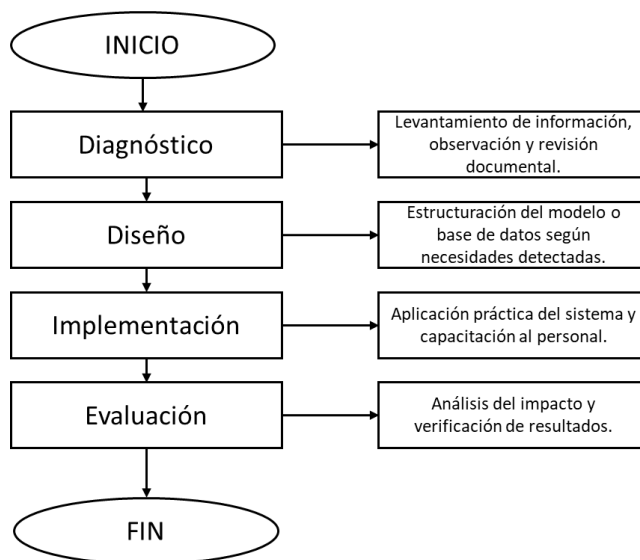 INICIO
Diagnóstico
Levantamiento de información,
observación y revisión
documental.
Diseño
Estructuración del modelo o
base de datos según
necesidades detectadas.
Implementación
Aplicación práctica del sistema y
capacitación al personal.
Evaluación
Análisis del impacto y
verificación de resultados.
FIN